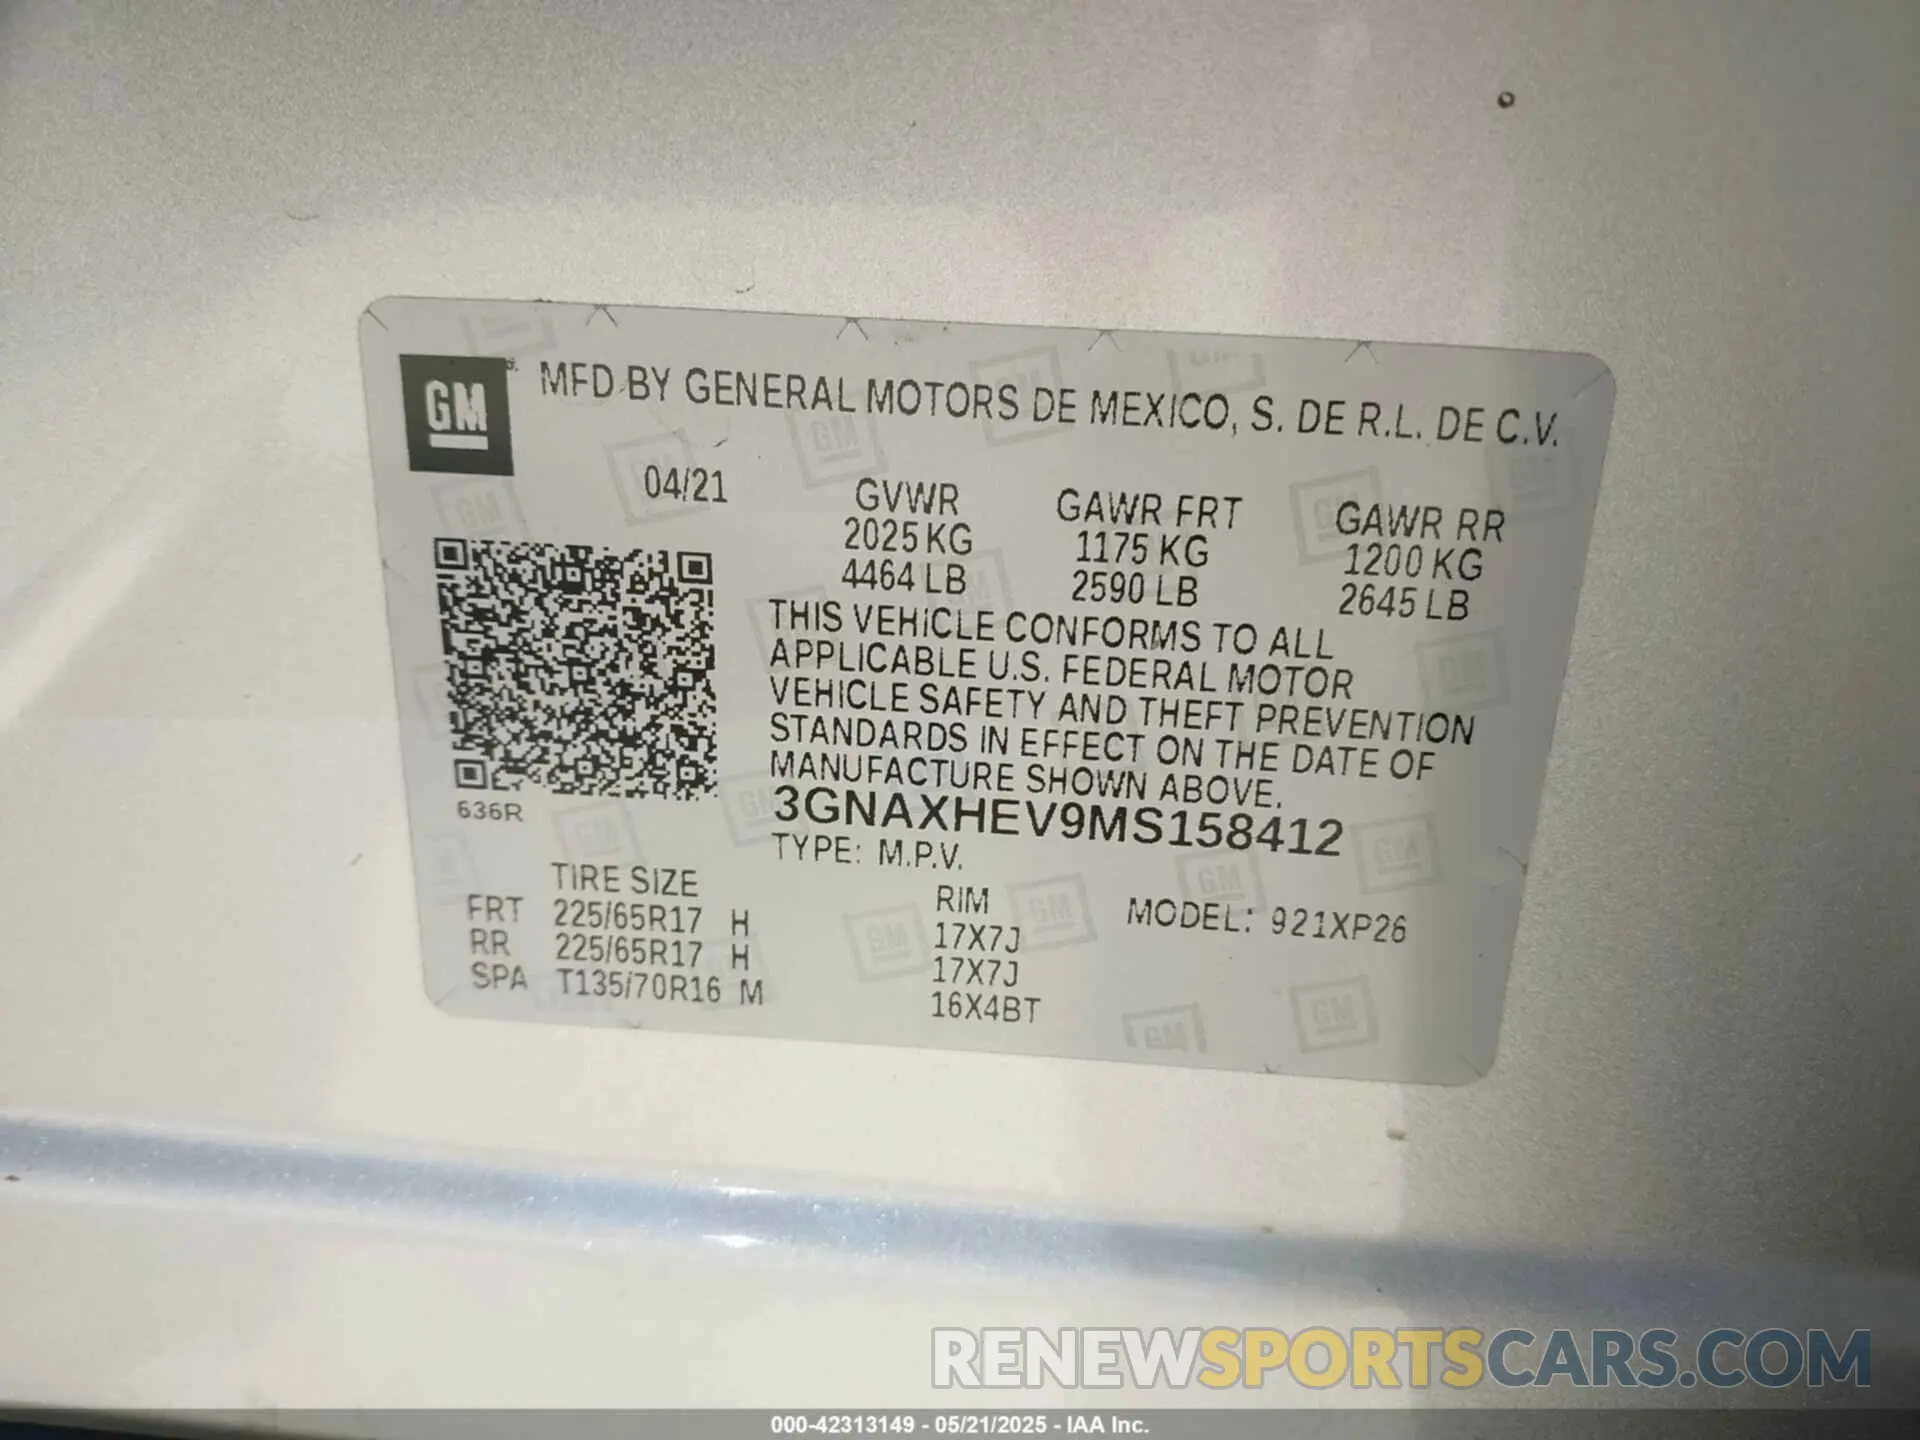 GM
MFD BY GENERAL MOTORS DE MEXICO, S. DE R.L. DE C.V.
04/21
GVWR GAWR FRT GAWR RR
2025 KG 1175 KG 1200 KG
4464 LB 2590 LB 2645 LB
THIS VEHICLE CONFORMS TO ALL
APPLICABLE U.S. FEDERAL MOTOR
VEHICLE SAFETY AND THEFT PREVENTION
STANDARDS IN EFFECT ON THE DATE OF
MANUFACTURE SHOWN ABOVE.
3GNAXHEV9MS158412
636R
TYPE: M.P.V.
TIRE SIZE RIM MODEL: 921XP26
FRT 225/65R17 H 17X7J
RR 225/65R17 H 17X7J
SPA T135/70R16 M 16X4BT
RENEWSPORTSCARS.COM
000-42313149 - 05/21/2025 - IAA Inc.